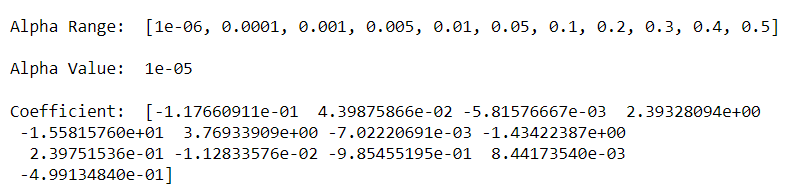 Alpha Range:  [1e-06, 0.0001, 0.001, 0.005, 0.01, 0.05, 0.1, 0.2, 0.3, 0.4, 0.5]
Alpha Value:  1e-05
Coefficient:  [-1.17660911e-01  4.39875866e-02 -5.81576667e-03  2.39328094e+00
 -1.55815760e+01  3.76933909e+00 -7.02220691e-03 -1.43422387e+00
  2.39751536e-01 -1.12833576e-02 -9.85455195e-01  8.44173540e-03
 -4.99134840e-01]